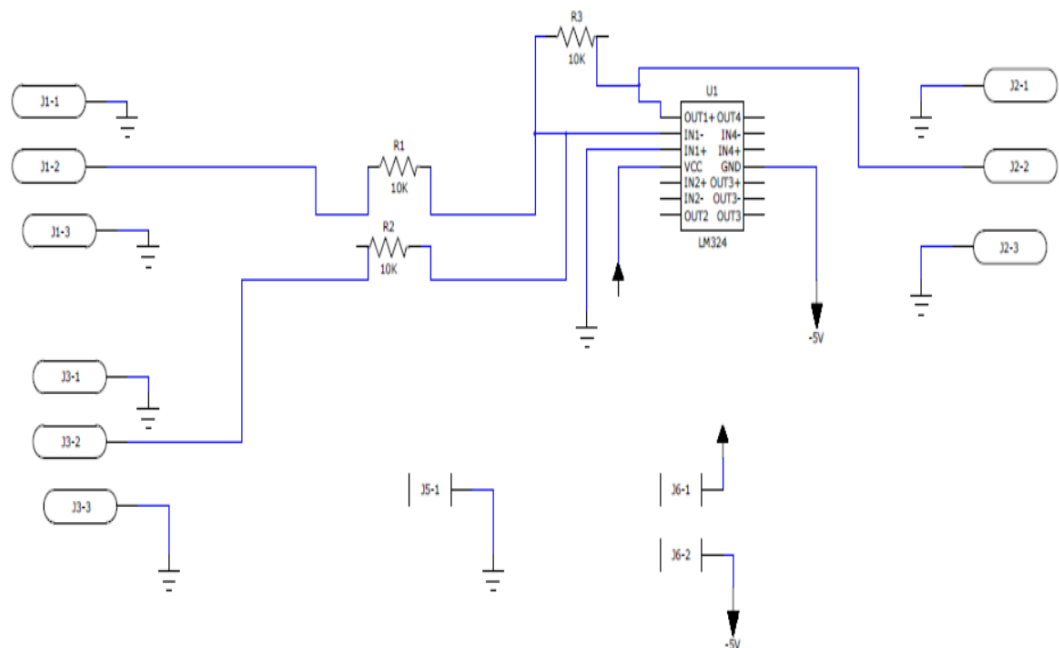 R3
10K
J1-1
U1
J2-1
OUT1+ OUT4
IN1- IN4-
R1
IN1+ IN4+
J1-2
VCC GND
J2-2
10K
IN2+ OUT3+
IN2- OUT3-
OUT2 OUT3
J1-3
R2
LM324
J2-3
10K
-5V
J3-1
J3-2
J5-1
J6-1
J3-3
J6-2
-5V